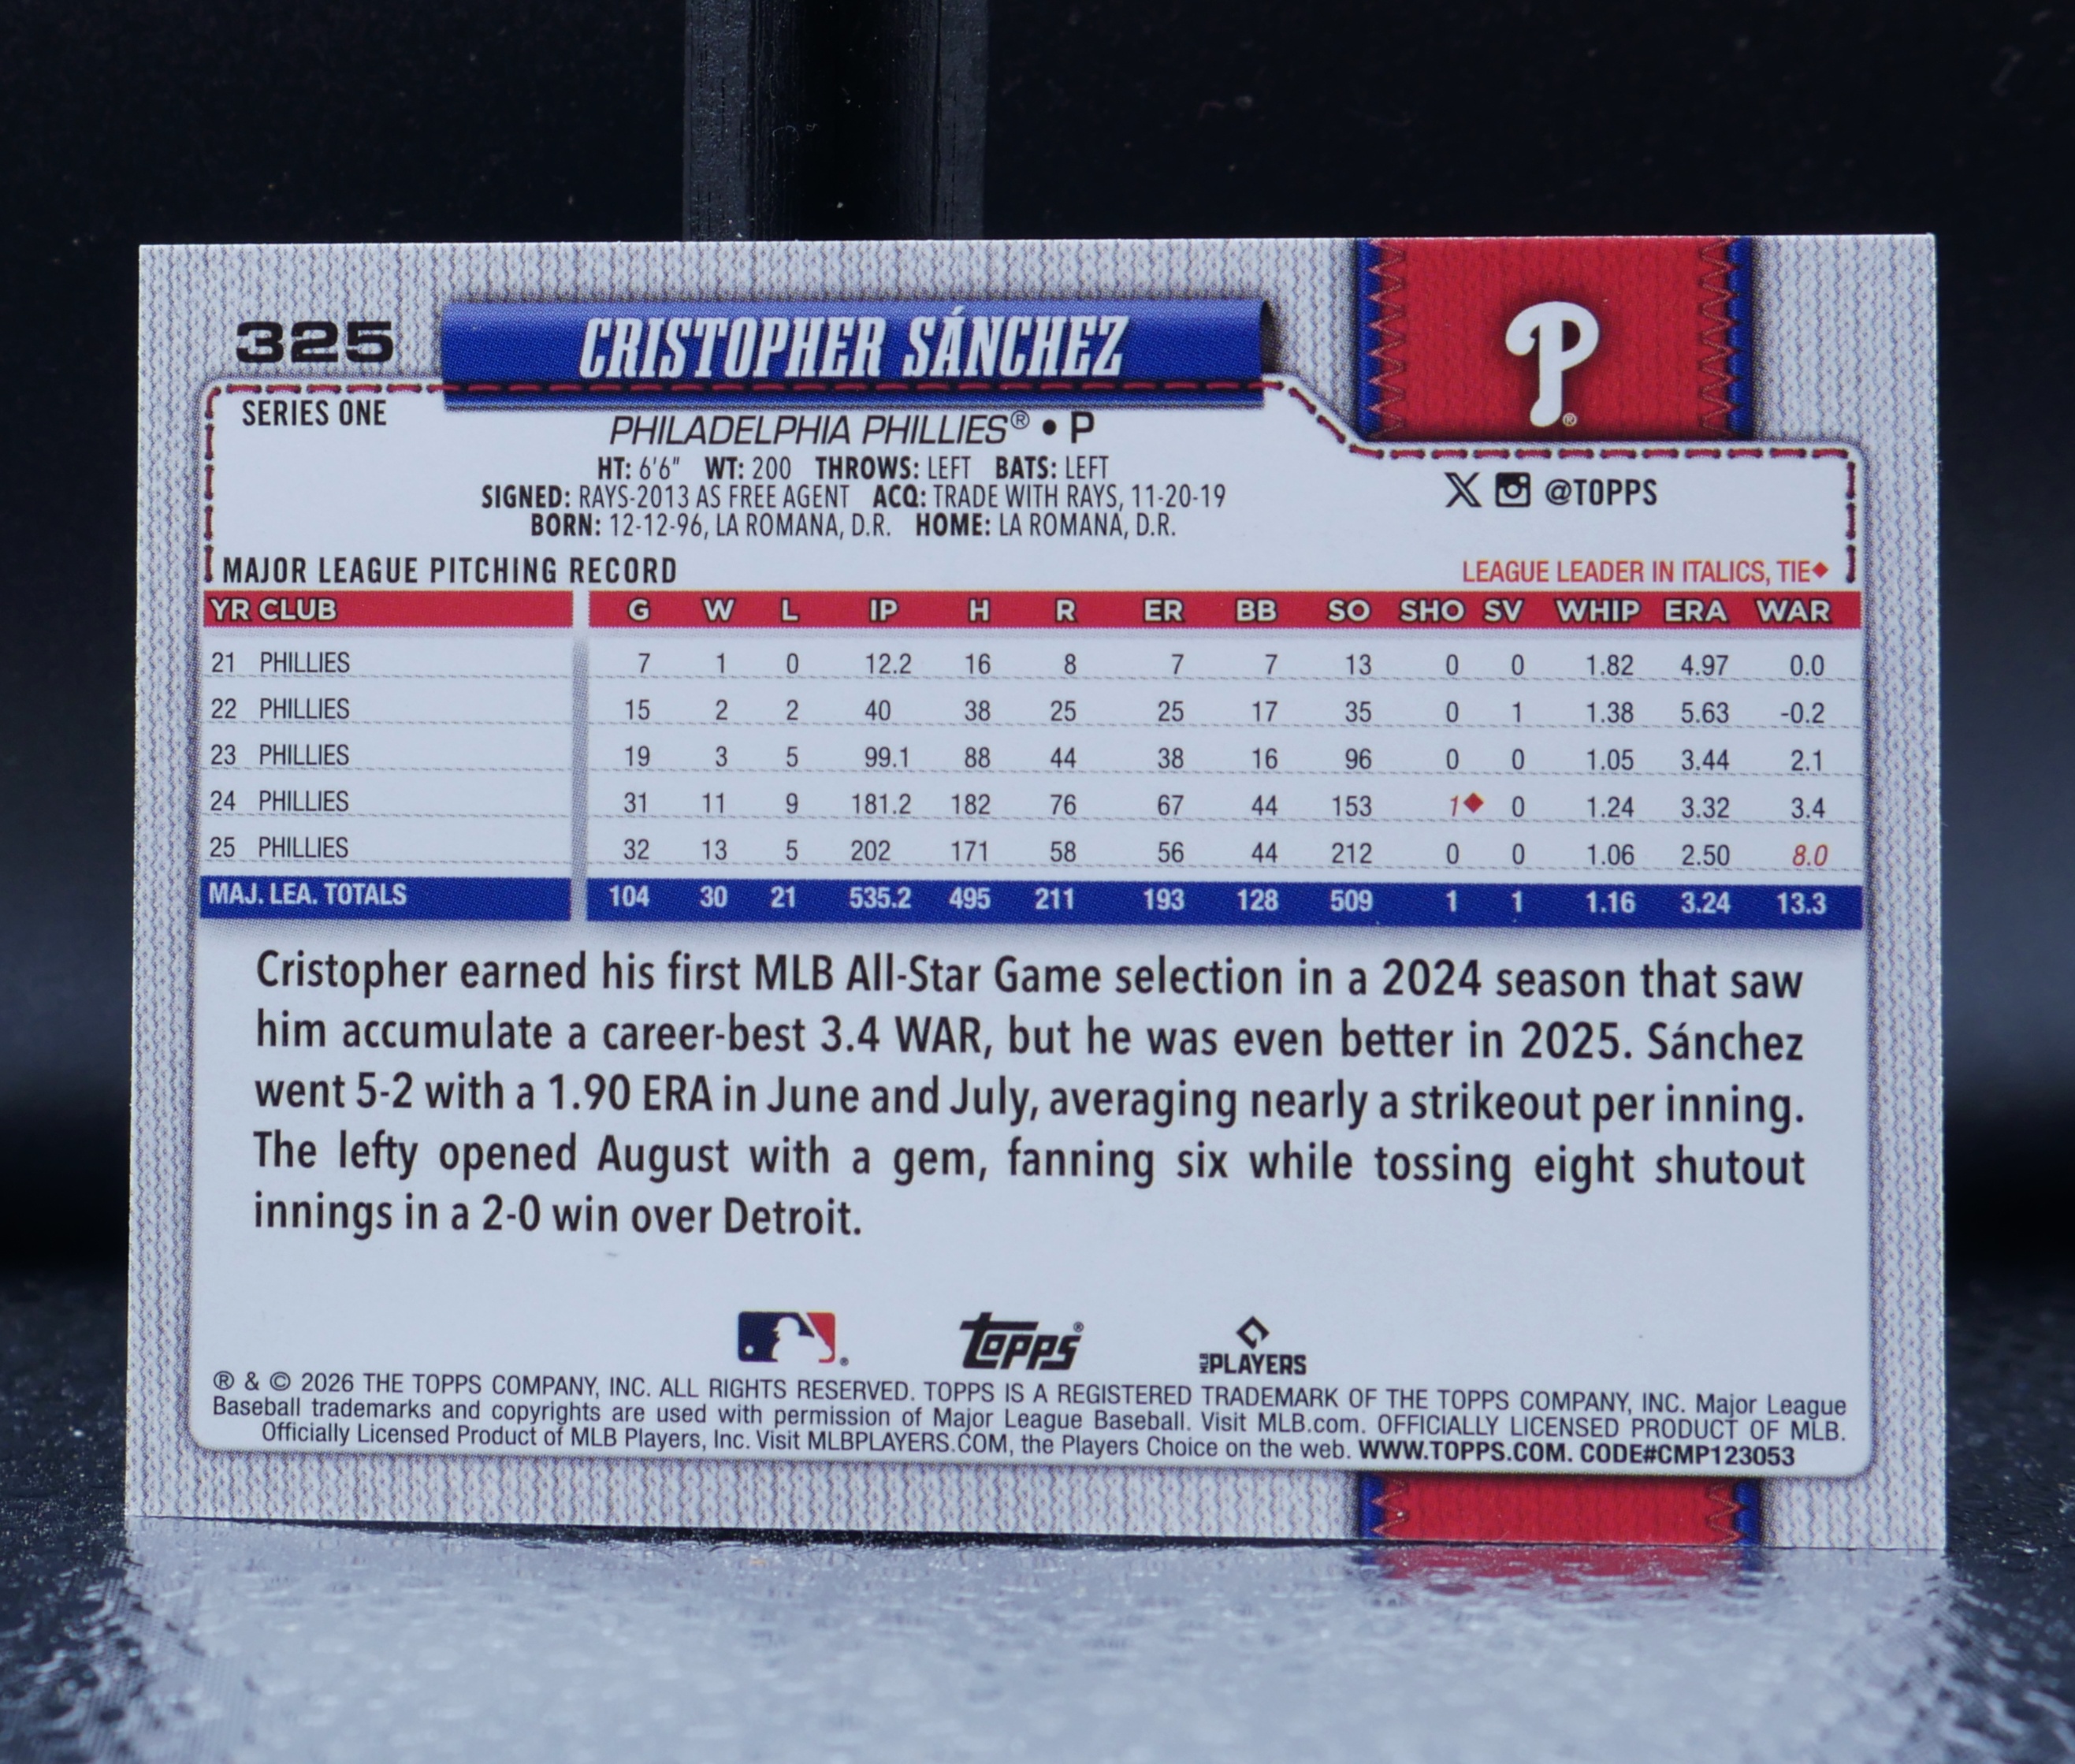 325
CRISTOPHER SÁNCHEZ
P®
SERIES ONE
PHILADELPHIA PHILLIES® • P
HT: 6'6" WT: 200 THROWS: LEFT BATS: LEFT
SIGNED: RAYS-2013 AS FREE AGENT ACQ: TRADE WITH RAYS, 11-20-19
BORN: 12-12-96, LA ROMANA, D.R. HOME: LA ROMANA, D.R.
X @TOPPS
MAJOR LEAGUE PITCHING RECORD LEAGUE LEADER IN ITALICS, TIE♦
YR CLUB G W L IP H R ER BB SO SHO SV WHIP ERA WAR
21 PHILLIES 7 1 0 12.2 16 8 7 7 13 0 0 1.82 4.97 0.0
22 PHILLIES 15 2 2 40 38 25 25 17 35 0 1 1.38 5.63 -0.2
23 PHILLIES 19 3 5 99.1 88 44 38 16 96 0 0 1.05 3.44 2.1
24 PHILLIES 31 11 9 181.2 182 76 67 44 153 1♦ 0 1.24 3.32 3.4
25 PHILLIES 32 13 5 202 171 58 56 44 212 0 0 1.06 2.50 8.0
MAJ. LEA. TOTALS 104 30 21 535.2 495 211 193 128 509 1 1 1.16 3.24 13.3
Cristopher earned his first MLB All-Star Game selection in a 2024 season that saw
him accumulate a career-best 3.4 WAR, but he was even better in 2025. Sánchez
went 5-2 with a 1.90 ERA in June and July, averaging nearly a strikeout per inning.
The lefty opened August with a gem, fanning six while tossing eight shutout
innings in a 2-0 win over Detroit.
® Topps® MLB PLAYERS
® & © 2026 THE TOPPS COMPANY, INC. ALL RIGHTS RESERVED. TOPPS IS A REGISTERED TRADEMARK OF THE TOPPS COMPANY, INC. Major League
Baseball trademarks and copyrights are used with permission of Major League Baseball. Visit MLB.com. OFFICIALLY LICENSED PRODUCT OF MLB.
Officially Licensed Product of MLB Players, Inc. Visit MLBPLAYERS.COM, the Players Choice on the web. WWW.TOPPS.COM. CODE#CMP123053